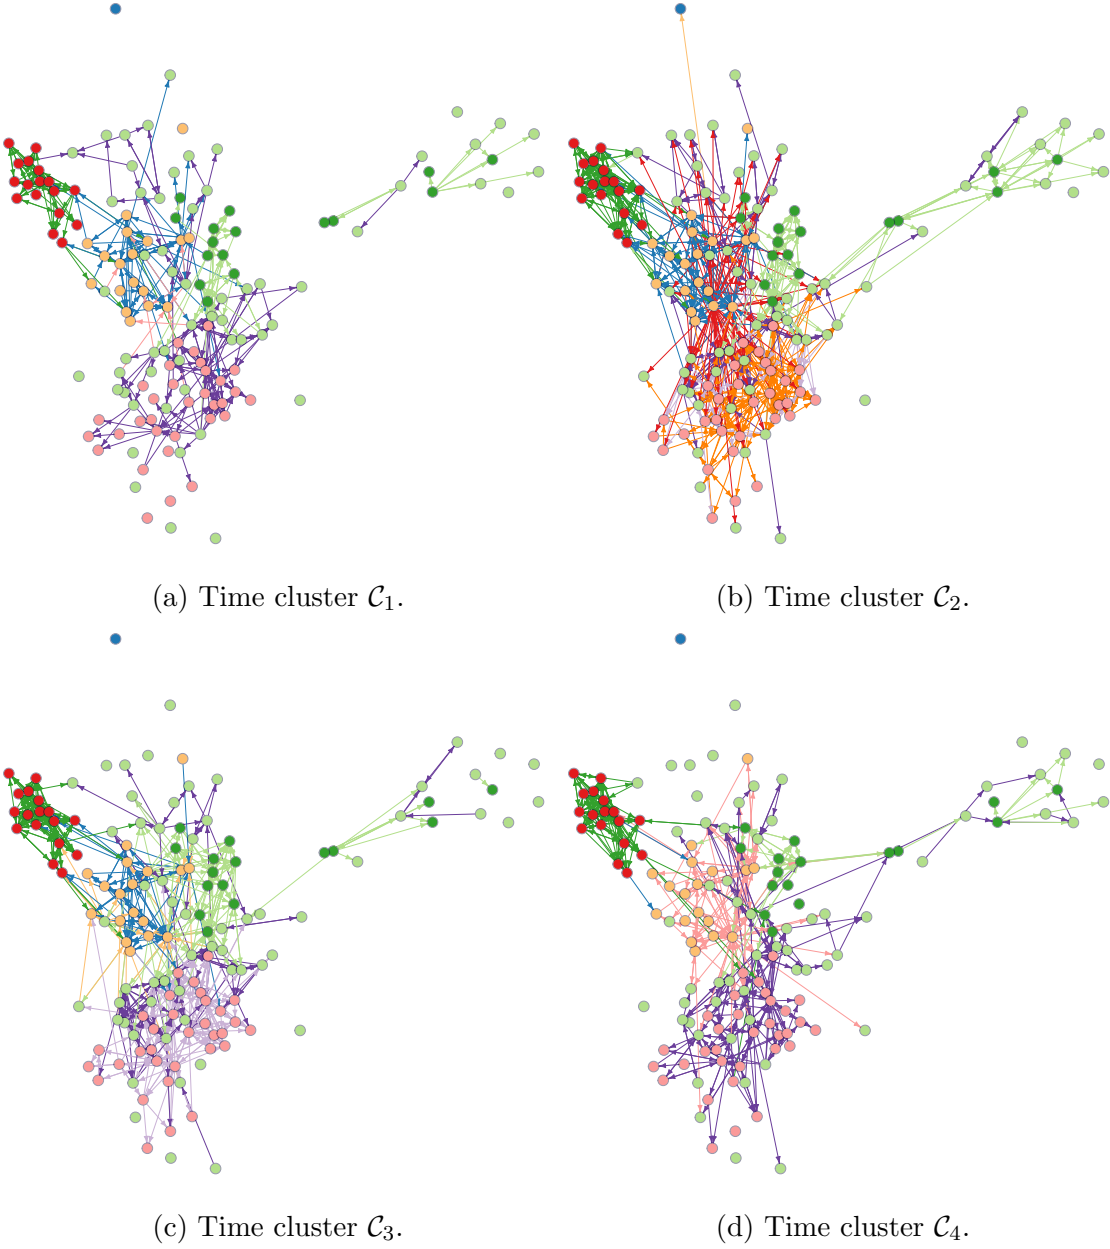 (a) Time cluster 𝒞₁.
(b) Time cluster 𝒞₂.
(c) Time cluster 𝒞₃.
(d) Time cluster 𝒞₄.